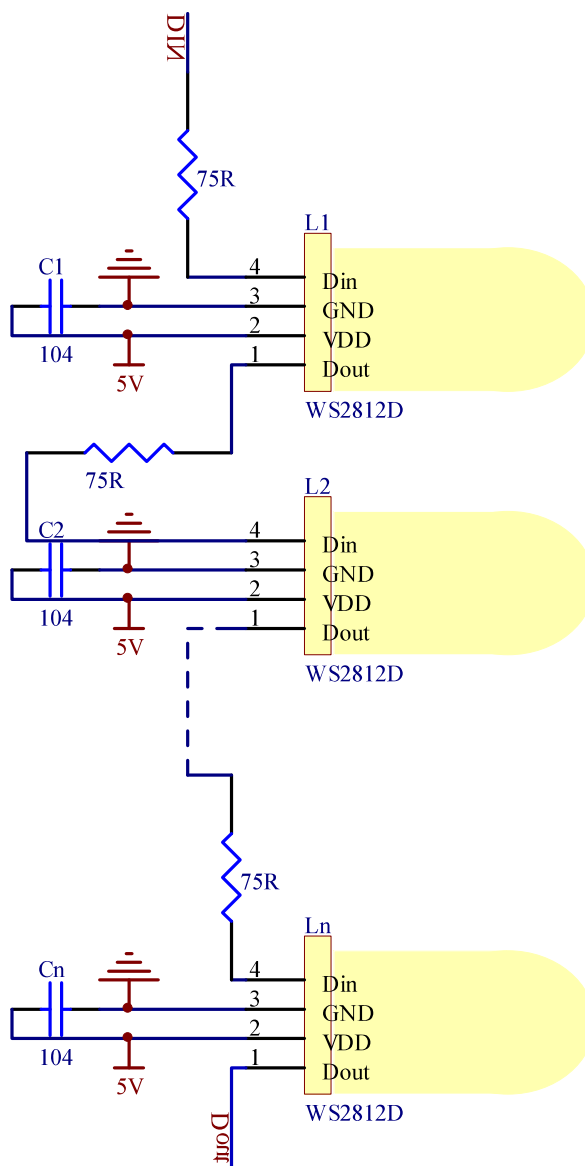 DIN
75R
L1
C1
4
Din
3
GND
2
VDD
104
1
Dout
5V
WS2812D
75R
L2
C2
4
Din
3
GND
2
VDD
104
1
Dout
5V
WS2812D
75R
Ln
Cn
4
Din
3
GND
2
VDD
104
1
Dout
5V
WS2812D
Dout